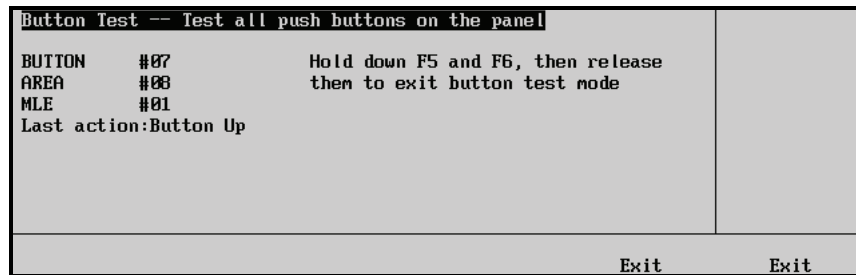 Button Test -- Test all push buttons on the panel
BUTTON #07 Hold down F5 and F6, then release
AREA #08 them to exit button test mode
MLE #01
Last action:Button Up
Exit Exit